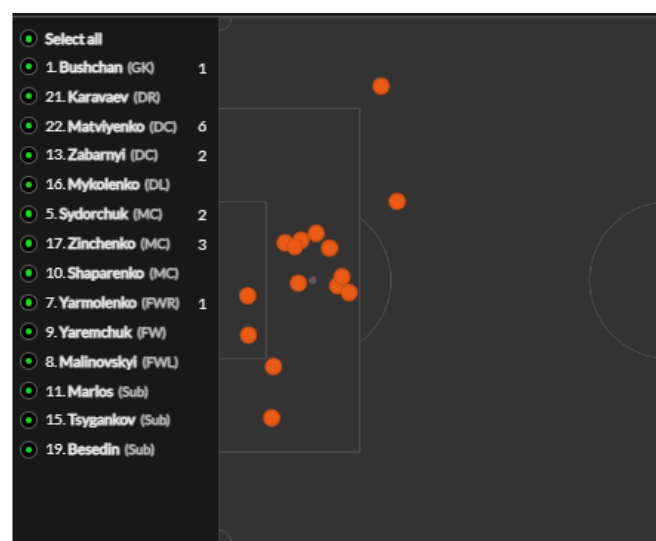 Select all
1. Bushchan (GK) 1
21. Karavaev (DR)
22. Matviyenko (DC) 6
13. Zabarnyi (DC) 2
16. Mykolenko (DL)
5. Sydorchuk (MC) 2
17. Zinchenko (MC) 3
10. Shaparenko (MC)
7. Yarmolenko (FWR) 1
9. Yaremchuk (FW)
8. Malinovskyi (FWL)
11. Marlos (Sub)
15. Tsygankov (Sub)
19. Besedin (Sub)